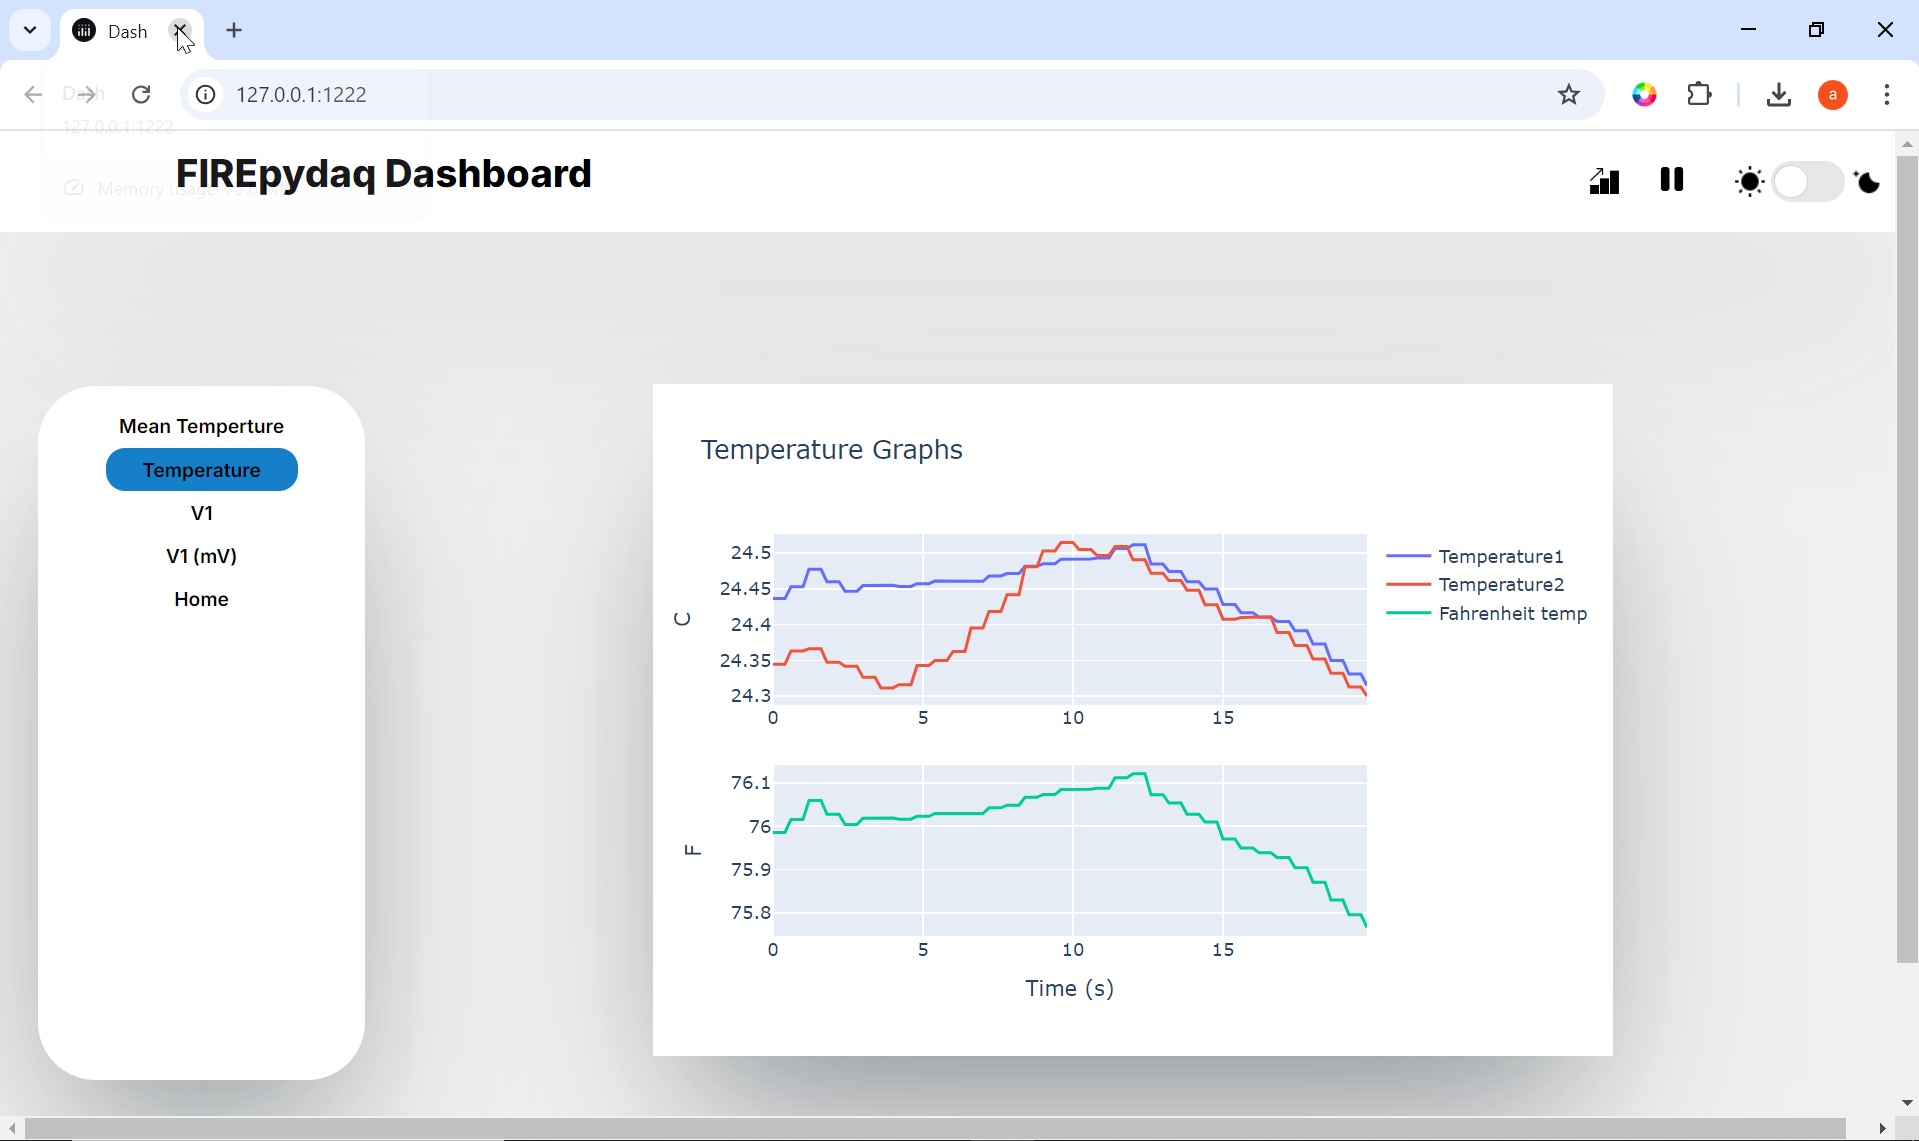 Dash
127.0.0.1:1222
Dash
127.0.0.1:1222
Memory usage:
a
FIREpydaq Dashboard
Mean Temperture
Temperature
V1
V1 (mV)
Home
Temperature Graphs
C
24.5
24.45
24.4
24.35
24.3
0 5 10 15
Temperature1
Temperature2
Fahrenheit temp
F
76.1
76
75.9
75.8
0 5 10 15
Time (s)